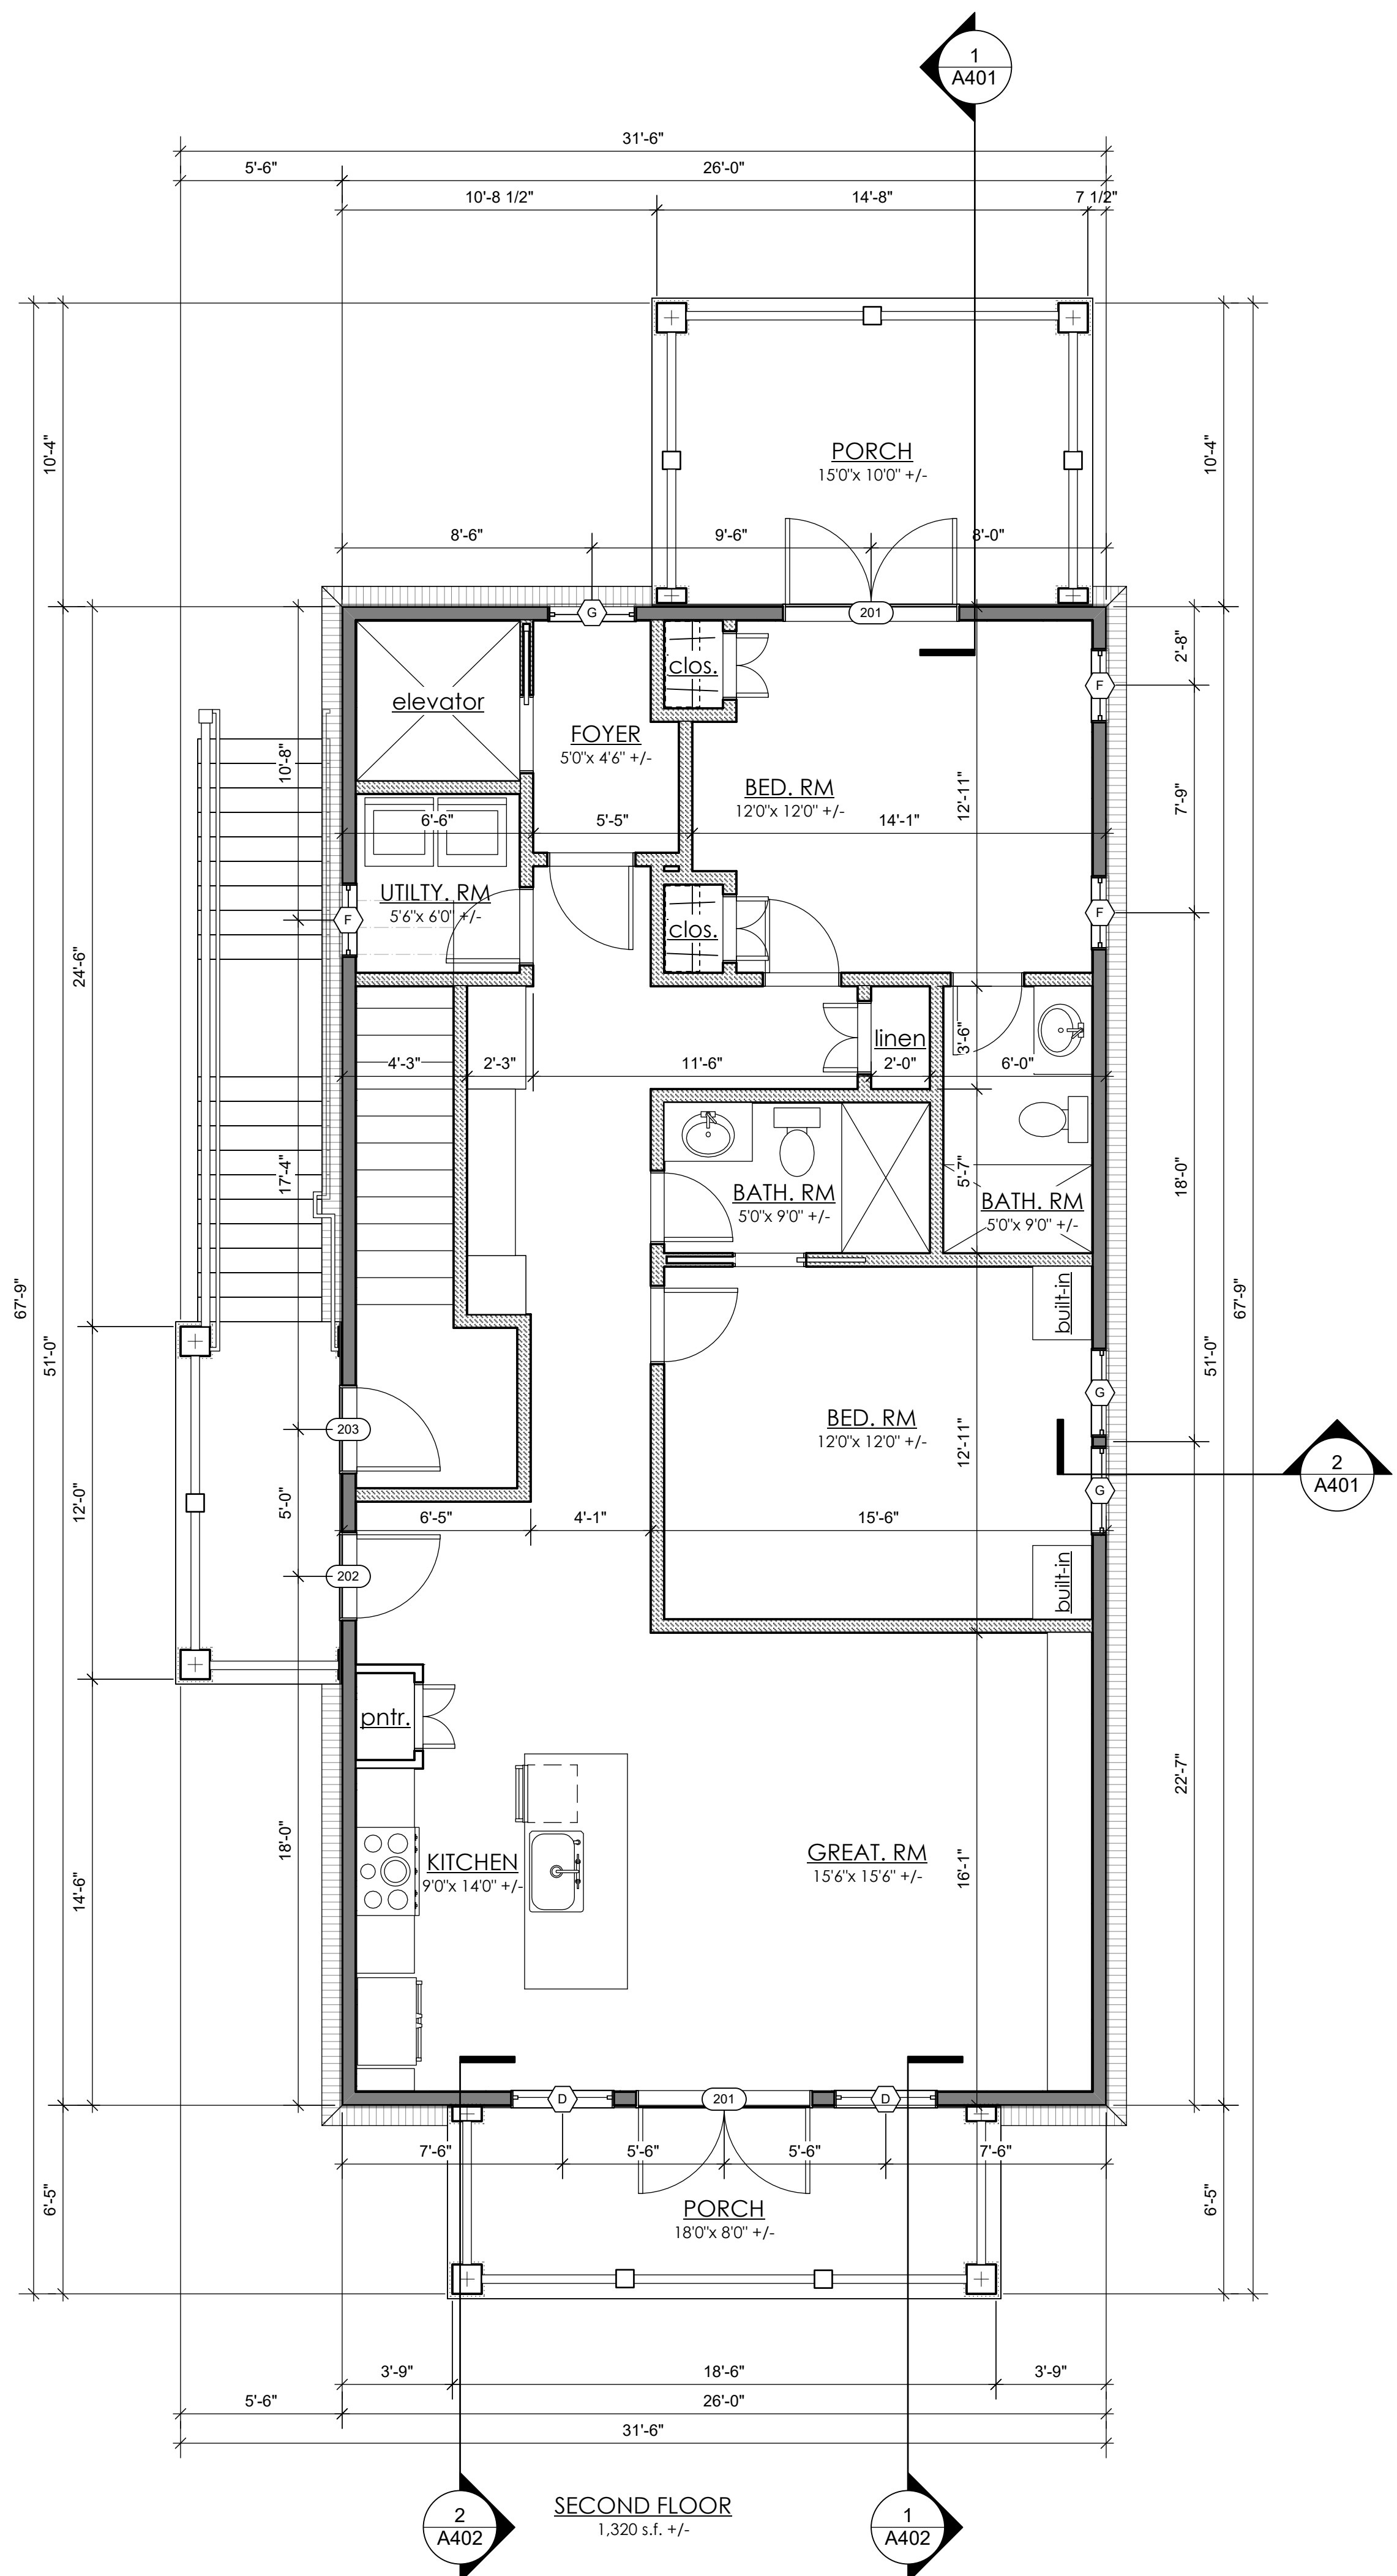 1
A401
31'-6"
5'-6"
26'-0"
10'-8 1/2"
14'-8"
7 1/2"
10'-4"
PORCH
15'0"x 10'0" +/-
10'-4"
8'-6"
9'-6"
8'-0"
G
201
clos.
elevator
2'-8"
F
FOYER
5'0"x 4'6" +/-
10'-8"
BED. RM
12'0"x 12'0" +/-
12'-11"
7'-9"
6'-6"
5'-5"
14'-1"
UTILTY. RM
5'6"x 6'0" +/-
F
clos.
F
24'-6"
linen
3'-6"
4'-3"
2'-3"
11'-6"
2'-0"
6'-0"
17'-4"
5'-7"
18'-0"
BATH. RM
5'0"x 9'0" +/-
BATH. RM
5'0"x 9'0" +/-
67'-9"
51'-0"
built-in
51'-0"
67'-9"
G
BED. RM
12'0"x 12'0" +/-
12'-11"
203
2
A401
12'-0"
5'-0"
G
6'-5"
4'-1"
15'-6"
202
built-in
pntr.
22'-7"
14'-6"
18'-0"
KITCHEN
9'0"x 14'0" +/-
GREAT. RM
15'6"x 15'6" +/-
16'-1"
D
201
D
7'-6"
5'-6"
5'-6"
7'-6"
6'-5"
PORCH
18'0"x 8'0" +/-
6'-5"
3'-9"
18'-6"
3'-9"
5'-6"
26'-0"
31'-6"
2
A402
SECOND FLOOR
1,320 s.f. +/-
1
A402